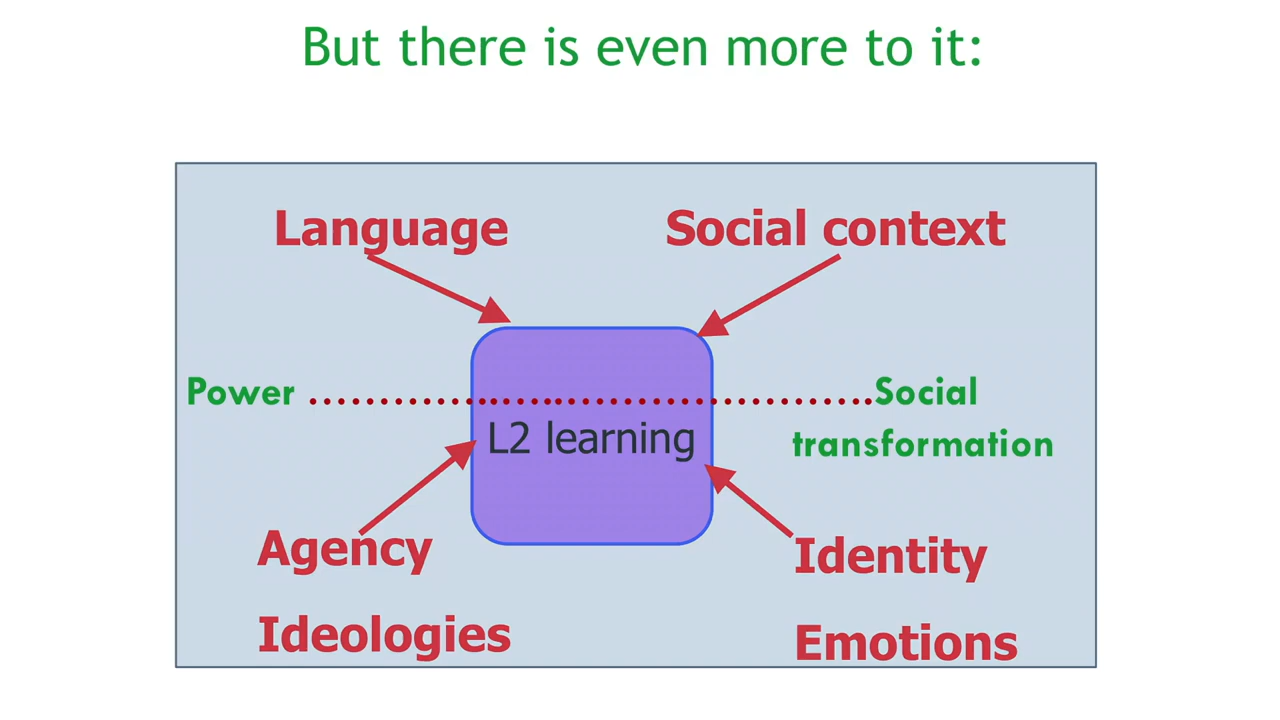 But there is even more to it:
Language
Social context
Power
Social
transformation
L2 learning
Agency
Identity
Ideologies
Emotions